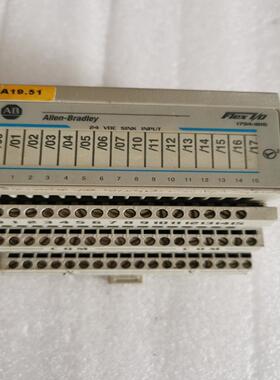 A19.51
AB
Allen-Bradley
Flex I/O
24 VDC SINK INPUT
/01 /02 /03 /04 /05 /06 /07 /10 /11 /12 /13 /14 /15 /16 /17
1 2 3 4 5 6 7 8 9 10 11 12 13 14 15
C O M C O M